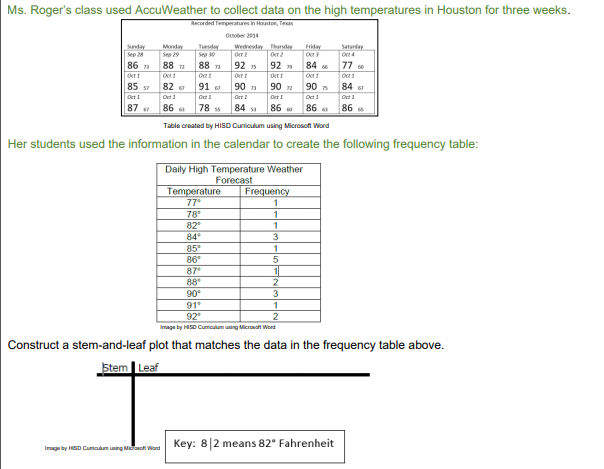 Ms. Roger's class used AccuWeather to collect data on the high temperatures in Houston for three weeks.
Recorded Temperatures in Houston, Texas
October 2014
Sunday Monday Tuesday Wednesday Thursday Friday Saturday
Sep 28 Sep 29 Sep 30 Oct 1 Oct 2 Oct 3 Oct 4
86 73 88 72 88 73 92 75 92 79 84 66 77 60
Oct 1 Oct 1 Oct 1 Oct 1 Oct 1 Oct 1 Oct 1
85 57 82 67 91 67 90 73 90 72 90 75 84 67
Oct 1 Oct 1 Oct 1 Oct 1 Oct 1 Oct 1 Oct 1
87 67 86 63 78 55 84 53 86 60 86 63 86 65
Table created by HISD Curriculum using Microsoft Word
Her students used the information in the calendar to create the following frequency table:
Daily High Temperature Weather
Forecast
Temperature Frequency
77° 1
78° 1
82° 1
84° 3
85° 1
86° 5
87° 1
88° 2
90° 3
91° 1
92° 2
Image by HISD Curriculum using Microsoft Word
Construct a stem-and-leaf plot that matches the data in the frequency table above.
Stem Leaf
Key: 8|2 means 82° Fahrenheit
Image by HISD Curriculum using Microsoft Word